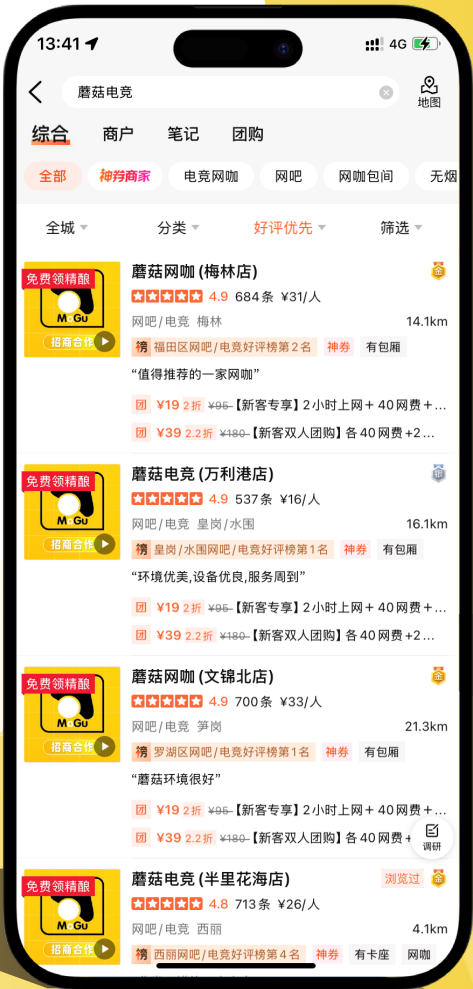 13:41
4G
蘑菇电竞
地图
综合 商户 笔记 团购
全部 神券商家 电竞网咖 网吧 网咖包间 无烟
全城 分类 好评优先 筛选
免费领精酿
MoGu
招商合作
蘑菇网咖(梅林店)
金
4.9 684条 ¥31/人
网吧/电竞 梅林 14.1km
榜 福田区网吧/电竞好评榜第2名 神券 有包厢
“值得推荐的一家网咖”
团 ¥19 2折 ¥95 【新客专享】2小时上网+40网费+...
团 ¥39 2.2折 ¥180 【新客双人团购】各40网费+2...
免费领精酿
MoGu
招商合作
蘑菇电竞(万利港店)
银
4.9 537条 ¥16/人
网吧/电竞 皇岗/水围 16.1km
榜 皇岗/水围网吧/电竞好评榜第1名 神券 有包厢
“环境优美,设备优良,服务周到”
团 ¥19 2折 ¥95 【新客专享】2小时上网+40网费+...
团 ¥39 2.2折 ¥180 【新客双人团购】各40网费+2...
免费领精酿
MoGu
招商合作
蘑菇网咖(文锦北店)
金
4.9 700条 ¥33/人
网吧/电竞 笋岗 21.3km
榜 罗湖区网吧/电竞好评榜第1名 神券 有包厢
“蘑菇环境很好”
团 ¥19 2折 ¥95 【新客专享】2小时上网+40网费+...
团 ¥39 2.2折 ¥180 【新客双人团购】各40网费+
调研
免费领精酿
MoGu
招商合作
蘑菇电竞(半里花海店)
浏览过
金
4.8 713条 ¥26/人
网吧/电竞 西丽 4.1km
榜 西丽网吧/电竞好评榜第4名 神券 有卡座 网咖